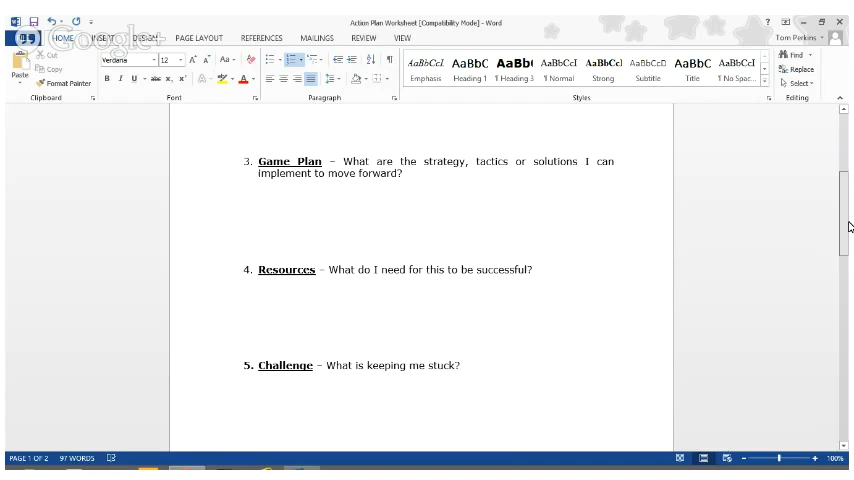 Action Plan Worksheet [Compatibility Mode] - Word
Google+
HOME INSERT DESIGN PAGE LAYOUT REFERENCES MAILINGS REVIEW VIEW
Tom Perkins
Paste
Cut
Copy
Format Painter
Verdana 12
AaBbCcI Emphasis
AaBbC Heading 1
AaBb ¶ Heading 3
AaBbCcI ¶ Normal
AaBbCcI Strong
AaBbCcD Subtitle
AaBbC Title
AaBbCcI ¶ No Spac...
Find
Replace
Select
Clipboard Font Paragraph Styles Editing
3. Game Plan – What are the strategy, tactics or solutions I can
implement to move forward?
4. Resources – What do I need for this to be successful?
5. Challenge – What is keeping me stuck?
PAGE 1 OF 2 97 WORDS 100%